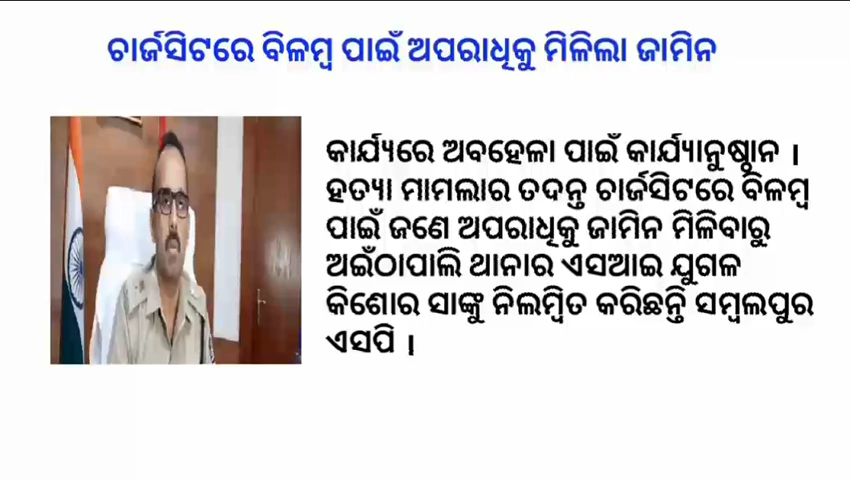 ଚାର୍ଜସିଟରେ ବିଳମ୍ବ ପାଇଁ ଅପରାଧିକୁ ମିଳିଲା ଜାମିନ
କାର୍ଯ୍ୟରେ ଅବହେଳା ପାଇଁ କାର୍ଯ୍ୟାନୁଷ୍ଠାନ ।
ହତ୍ୟା ମାମଲାର ତଦନ୍ତ ଚାର୍ଜସିଟରେ ବିଳମ୍ବ
ପାଇଁ ଜଣେ ଅପରାଧିକୁ ଜାମିନ ମିଳିବାରୁ
ଅଇଁଠାପାଲି ଥାନାର ଏସଆଇ ଯୁଗଳ
କିଶୋର ସାଙ୍କୁ ନିଲମ୍ବିତ କରିଛନ୍ତି ସମ୍ବଲପୁର
ଏସପି ।